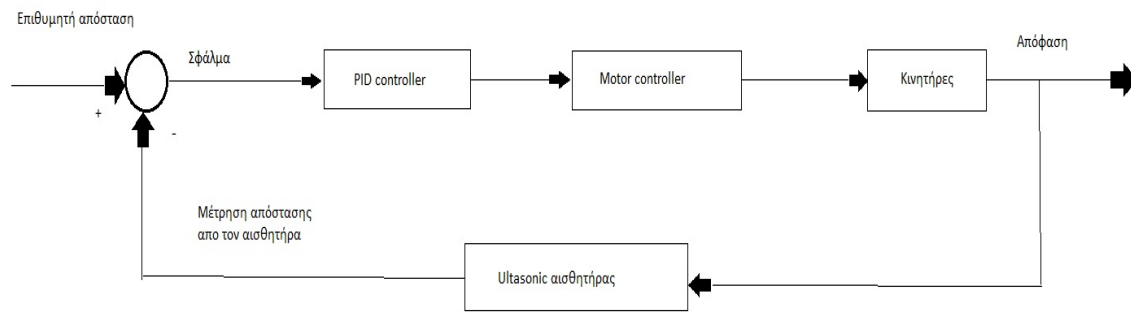 Επιθυμητή απόσταση
Σφάλμα
PID controller
Motor controller
Κινητήρες
Απόφαση
+
-
Μέτρηση απόστασης
απο τον αισθητήρα
Ultasonic αισθητήρας